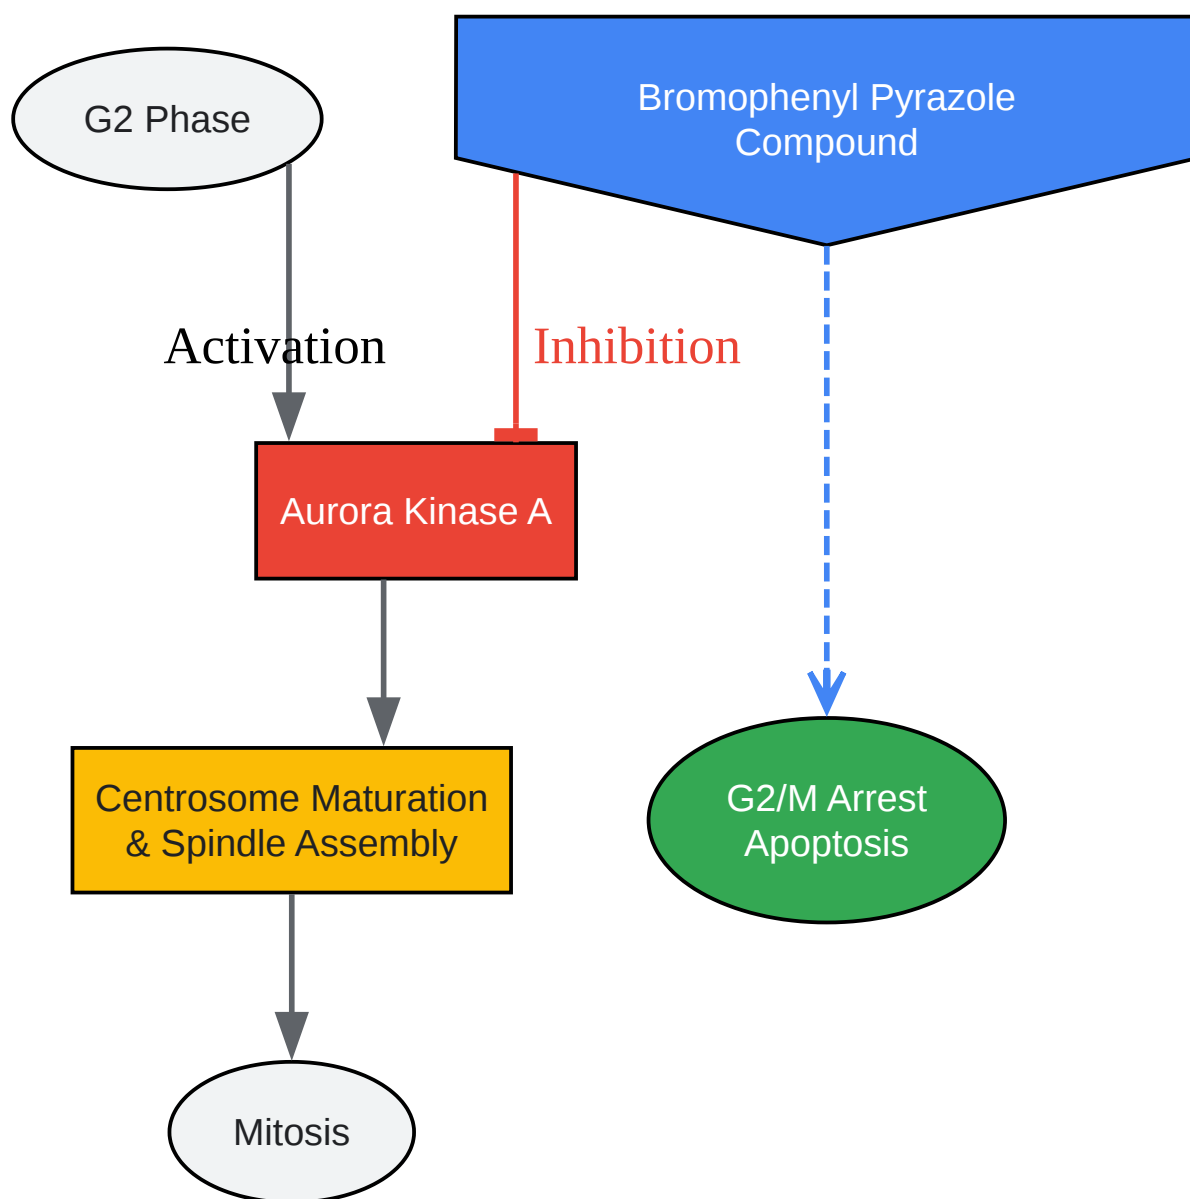 G2 Phase
Bromophenyl Pyrazole
Compound
Activation
Inhibition
Aurora Kinase A
Centrosome Maturation
& Spindle Assembly
G2/M Arrest
Apoptosis
Mitosis